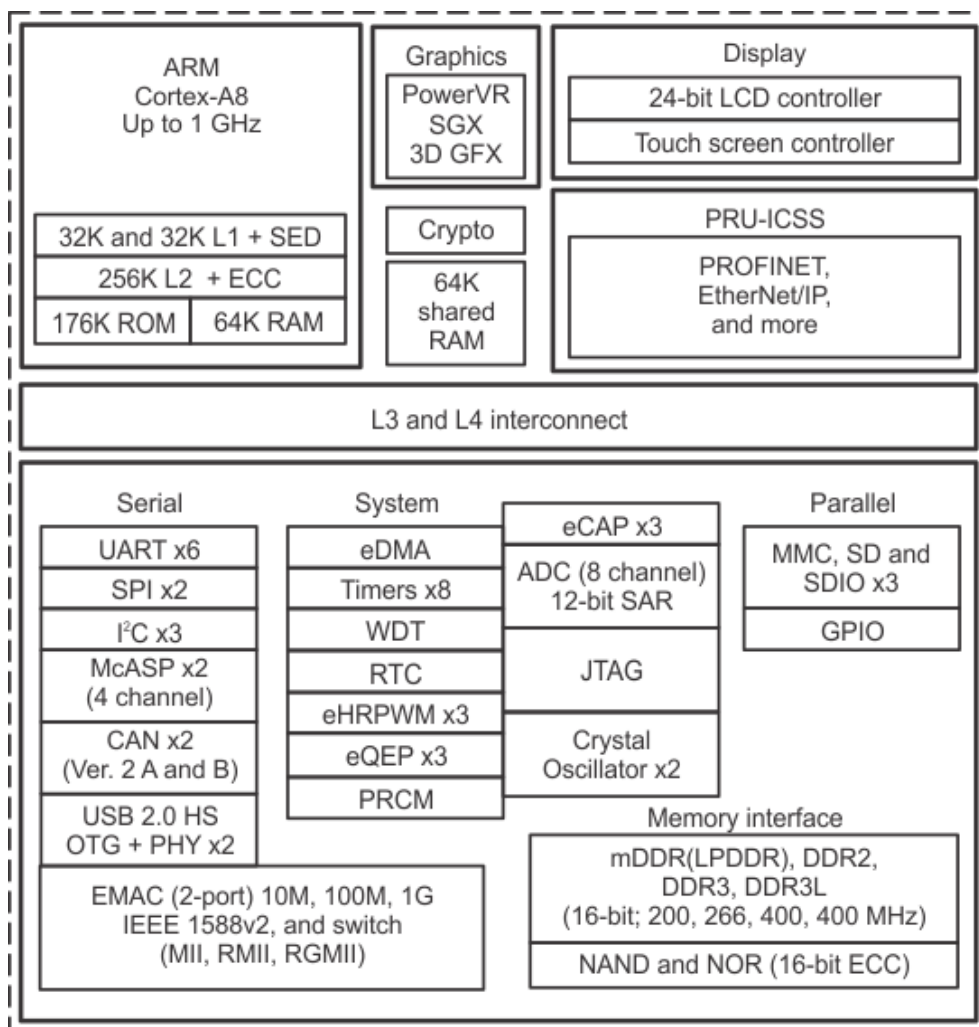 ARM
Cortex-A8
Up to 1 GHz
32K and 32K L1 + SED
256K L2 + ECC
176K ROM
64K RAM
Graphics
PowerVR
SGX
3D GFX
Crypto
64K
shared
RAM
Display
24-bit LCD controller
Touch screen controller
PRU-ICSS
PROFINET,
EtherNet/IP,
and more
L3 and L4 interconnect
Serial
UART x6
SPI x2
I²C x3
McASP x2
(4 channel)
CAN x2
(Ver. 2 A and B)
USB 2.0 HS
OTG + PHY x2
EMAC (2-port) 10M, 100M, 1G
IEEE 1588v2, and switch
(MII, RMII, RGMII)
System
eDMA
Timers x8
WDT
RTC
eHRPWM x3
eQEP x3
PRCM
eCAP x3
ADC (8 channel)
12-bit SAR
JTAG
Crystal
Oscillator x2
Parallel
MMC, SD and
SDIO x3
GPIO
Memory interface
mDDR(LPDDR), DDR2,
DDR3, DDR3L
(16-bit; 200, 266, 400, 400 MHz)
NAND and NOR (16-bit ECC)